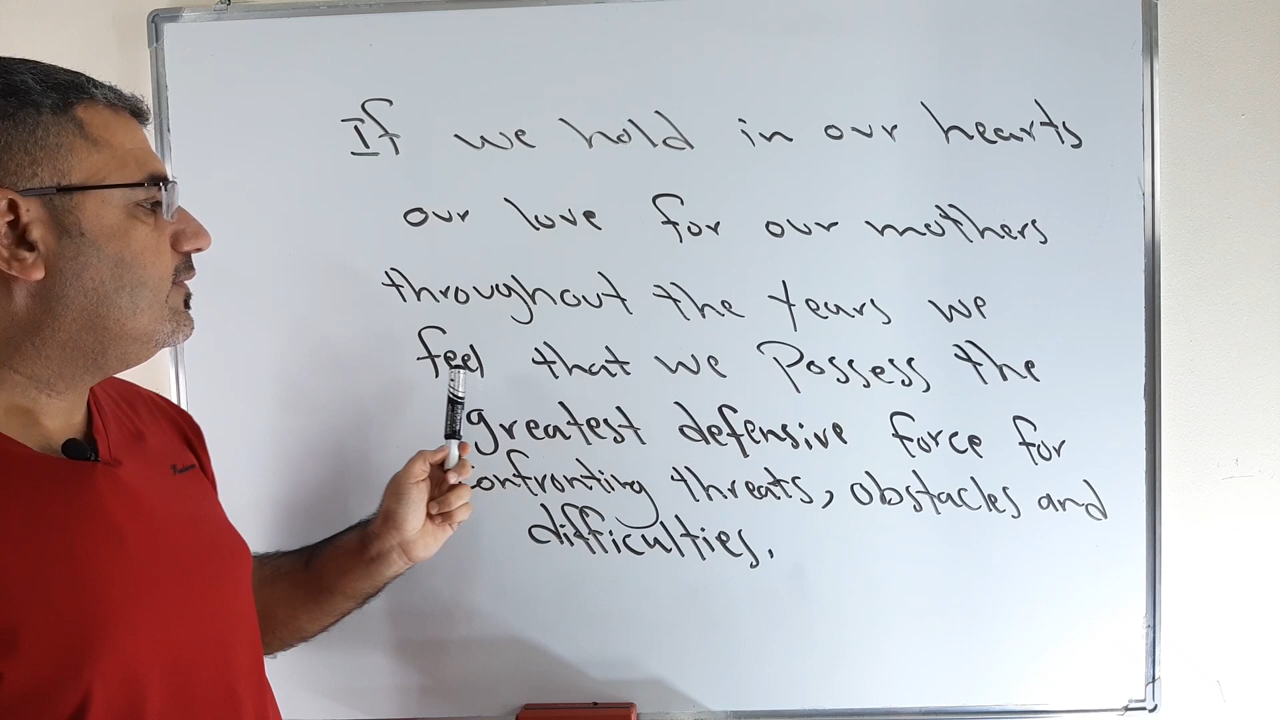 If we hold in our hearts
our love for our mothers
throughout the years we
feel that we possess the
greatest defensive force for
confronting threats, obstacles and
difficulties.